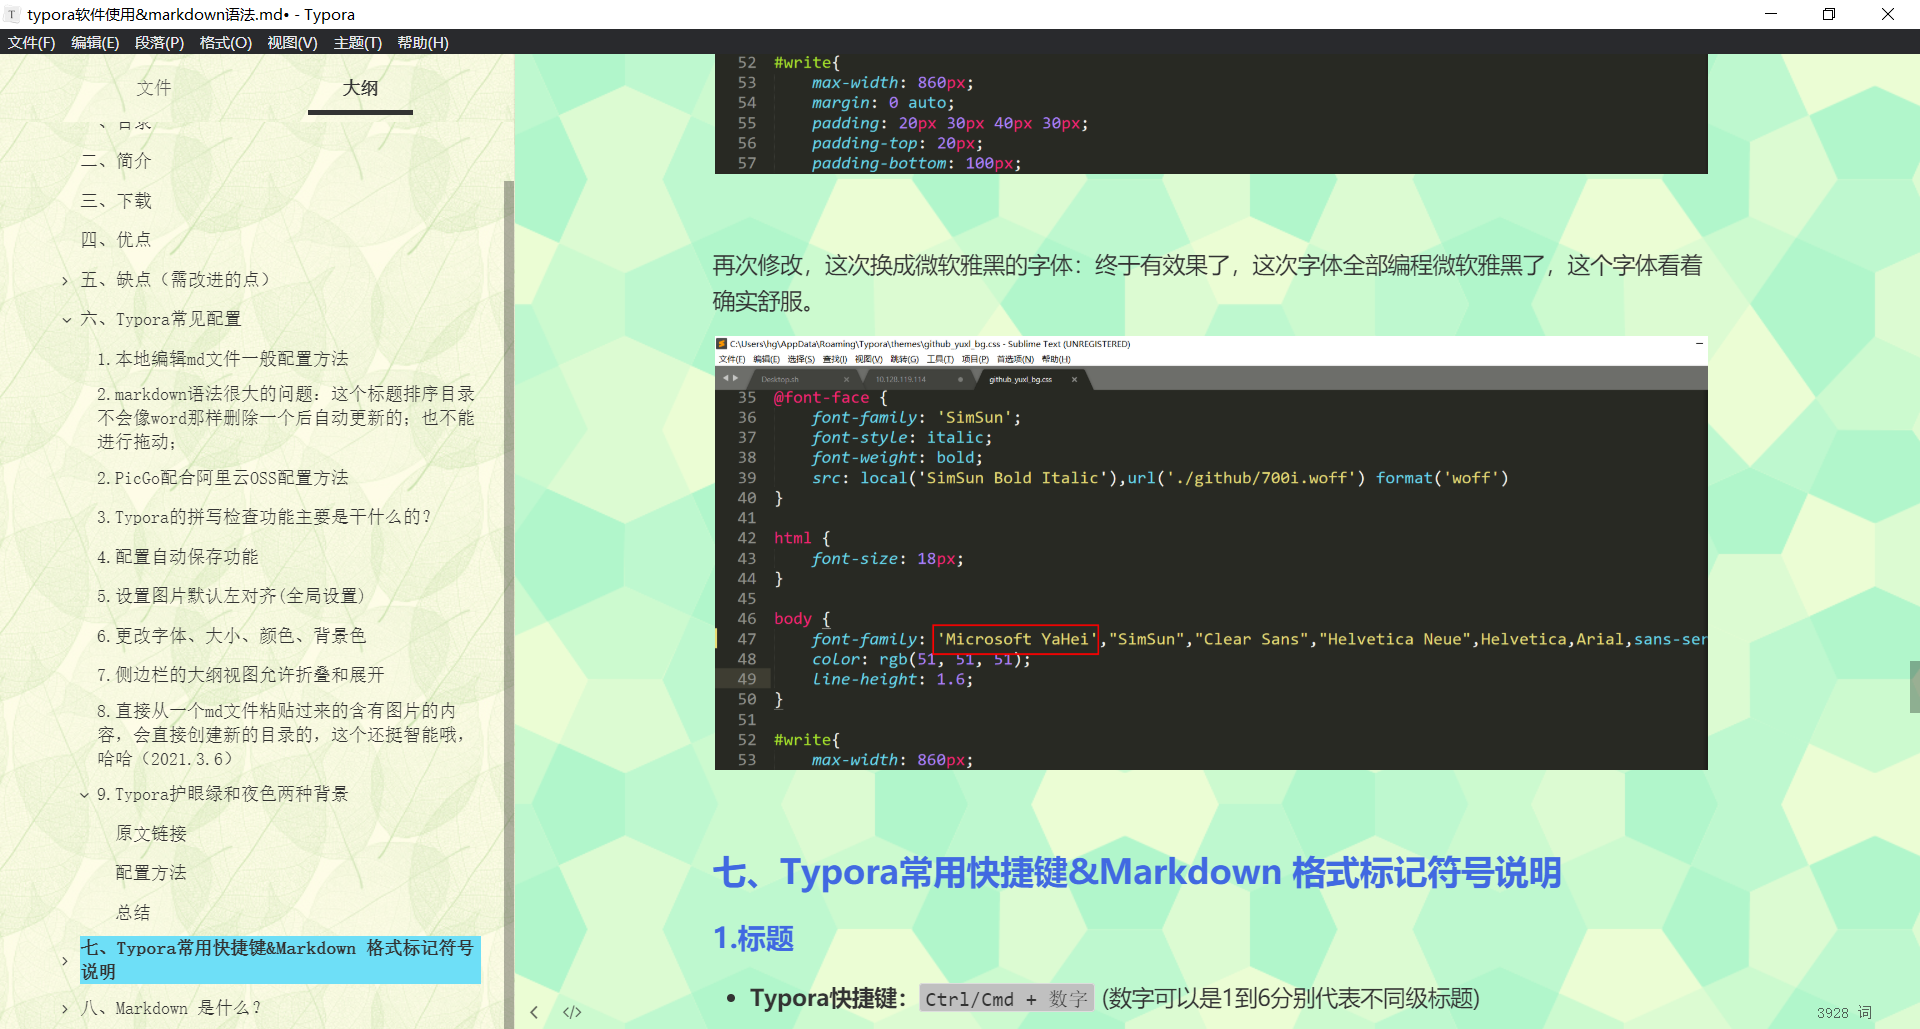 typora软件使用&markdown语法.md• - Typora
文件(F) 编辑(E) 段落(P) 格式(O) 视图(V) 主题(T) 帮助(H)
文件 大纲
、目录
二、简介
三、下载
四、优点
五、缺点（需改进的点）
六、Typora常见配置
1.本地编辑md文件一般配置方法
2.markdown语法很大的问题：这个标题排序目录
不会像word那样删除一个后自动更新的；也不能
进行拖动；
2.PicGo配合阿里云OSS配置方法
3.Typora的拼写检查功能主要是干什么的？
4.配置自动保存功能
5.设置图片默认左对齐(全局设置)
6.更改字体、大小、颜色、背景色
7.侧边栏的大纲视图允许折叠和展开
8.直接从一个md文件粘贴过来的含有图片的内
容，会直接创建新的目录的，这个还挺智能哦，
哈哈（2021.3.6）
9.Typora护眼绿和夜色两种背景
原文链接
配置方法
总结
七、Typora常用快捷键&Markdown 格式标记符号
说明
八、Markdown 是什么？
52 #write{
53 max-width: 860px;
54 margin: 0 auto;
55 padding: 20px 30px 40px 30px;
56 padding-top: 20px;
57 padding-bottom: 100px;
再次修改，这次换成微软雅黑的字体：终于有效果了，这次字体全部编程微软雅黑了，这个字体看着
确实舒服。
C:\Users\hg\AppData\Roaming\Typora\themes\github_yuxl_bg.css - Sublime Text (UNREGISTERED)
文件(F) 编辑(E) 选择(S) 查找(I) 视图(V) 跳转(G) 工具(T) 项目(P) 首选项(N) 帮助(H)
Desktop.sh 10.120.119.114 github_yuxl_bg.css
35 @font-face {
36 font-family: 'SimSun';
37 font-style: italic;
38 font-weight: bold;
39 src: local('SimSun Bold Italic'),url('./github/700i.woff') format('woff')
40 }
41
42 html {
43 font-size: 18px;
44 }
45
46 body {
47 font-family: 'Microsoft YaHei',"SimSun","Clear Sans","Helvetica Neue",Helvetica,Arial,sans-ser
48 color: rgb(51, 51, 51);
49 line-height: 1.6;
50 }
51
52 #write{
53 max-width: 860px;
七、Typora常用快捷键&Markdown 格式标记符号说明
1.标题
• Typora快捷键： Ctrl/Cmd + 数字 (数字可以是1到6分别代表不同级标题)
</> 3928 词